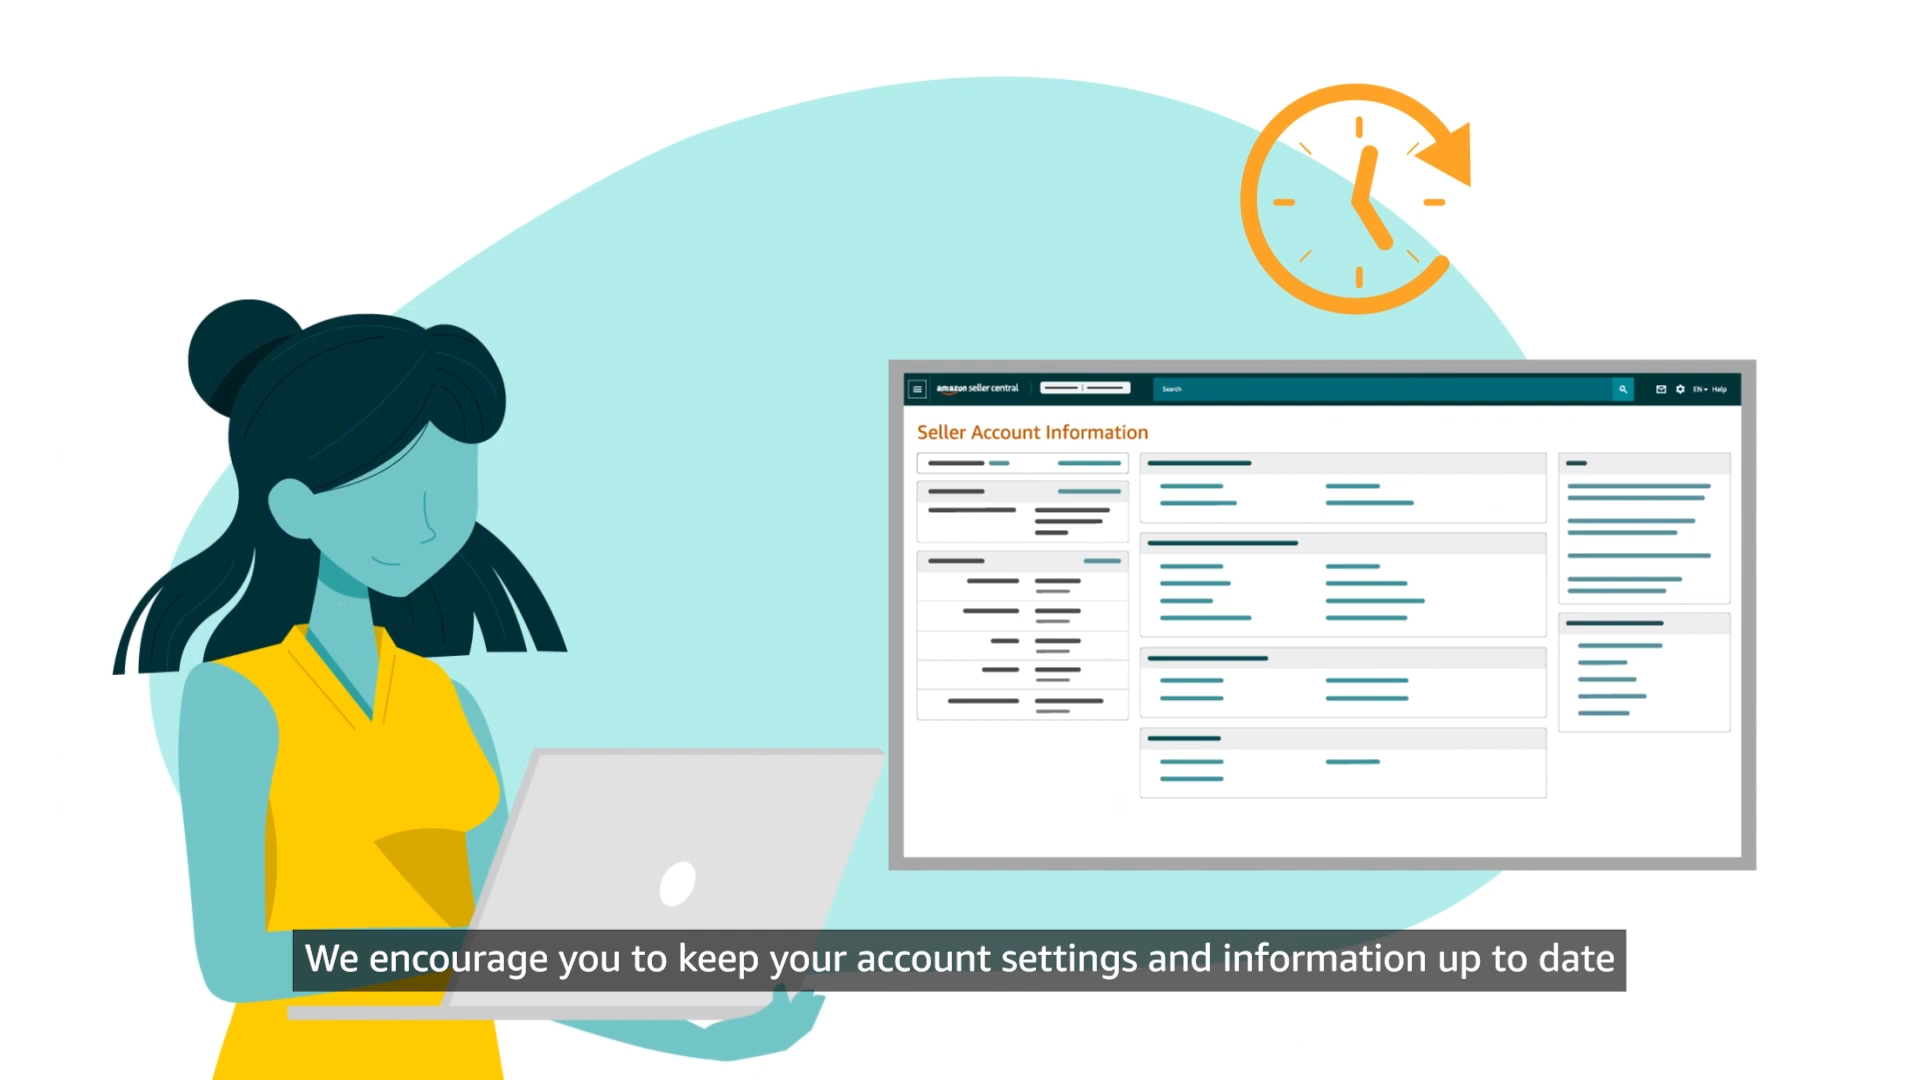 amazon seller central
Search
EN
Help
Seller Account Information
We encourage you to keep your account settings and information up to date